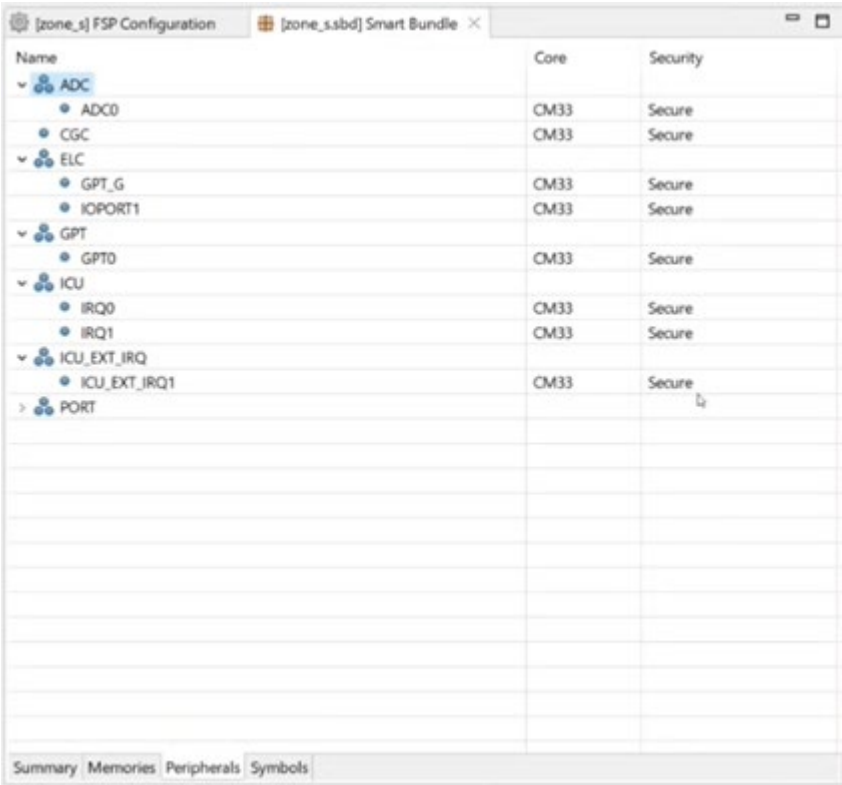 [zone_s] FSP Configuration [zone_s.sbd] Smart Bundle
Name Core Security
ADC
ADC0 CM33 Secure
CGC CM33 Secure
ELC
GPT_G CM33 Secure
IOPORT1 CM33 Secure
GPT
GPT0 CM33 Secure
ICU
IRQ0 CM33 Secure
IRQ1 CM33 Secure
ICU_EXT_IRQ
ICU_EXT_IRQ1 CM33 Secure
PORT
Summary Memories Peripherals Symbols